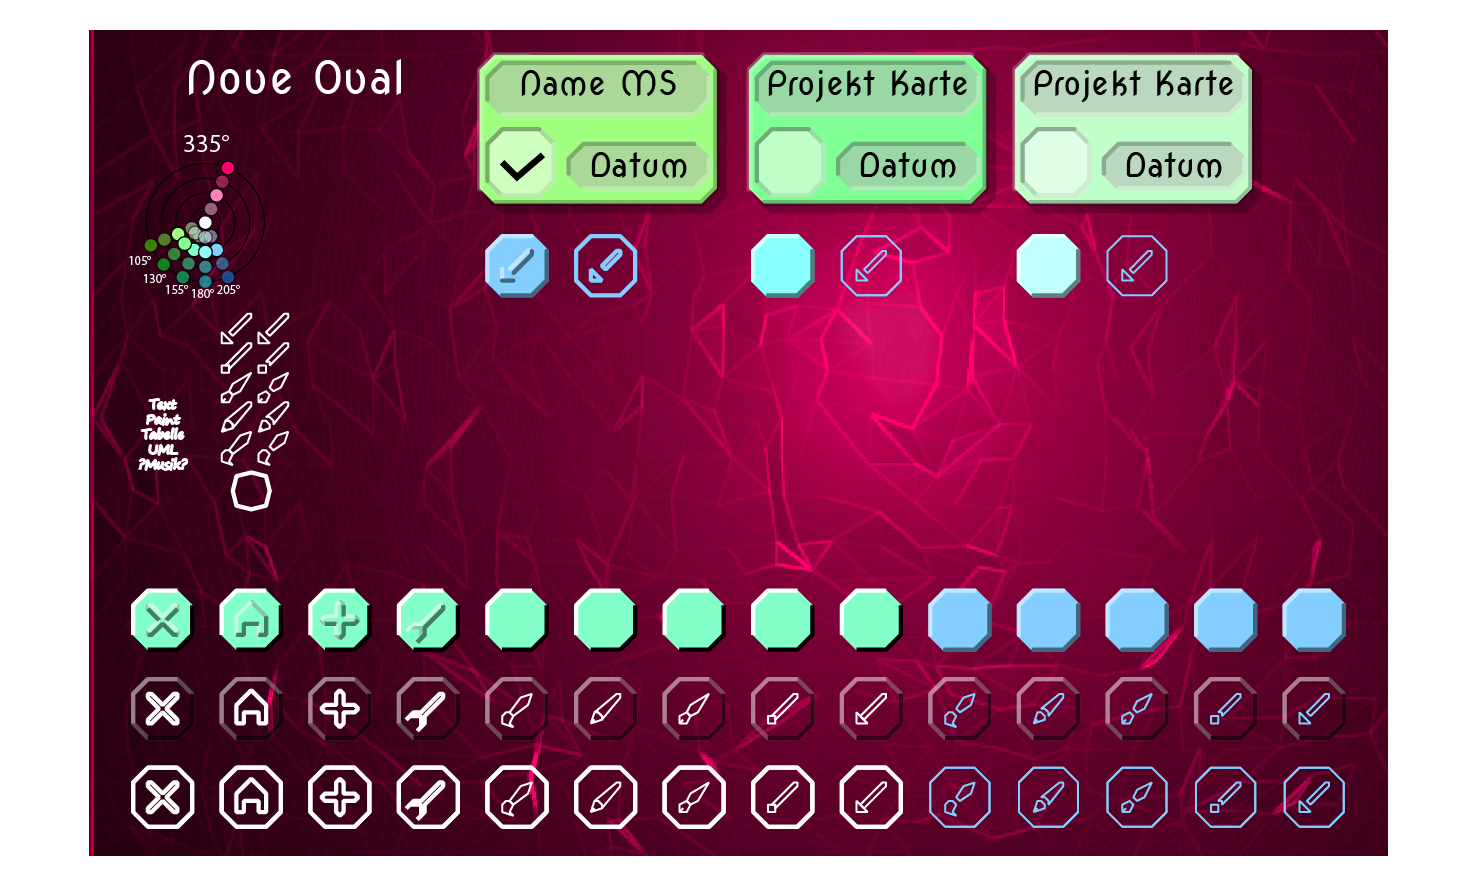 Nove Oval
Name MS
Datum
Projekt Karte
Datum
Projekt Karte
Datum
335°
105°
130°
155°
180°
205°
Text
Paint
Tabelle
UML
?Musik?